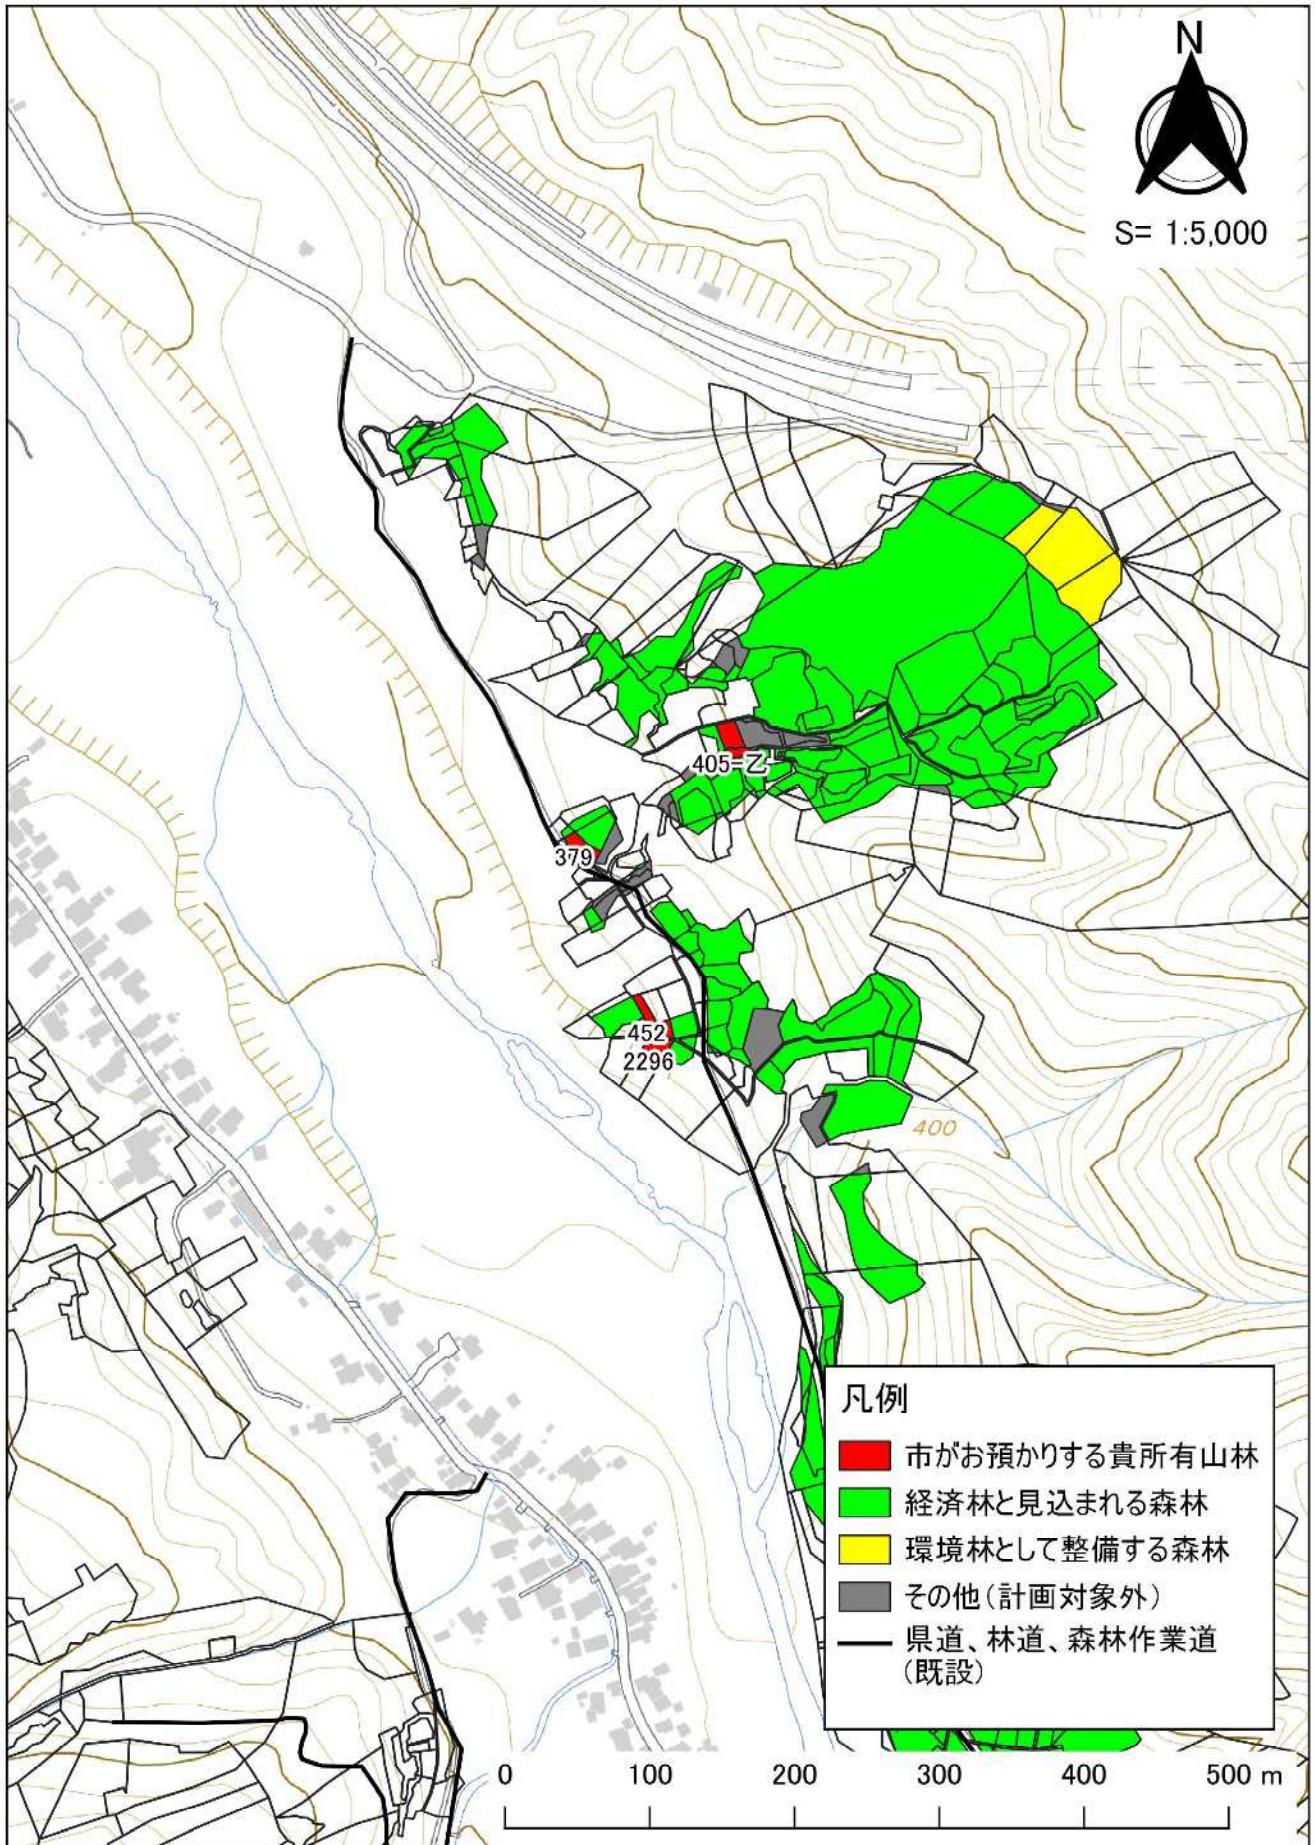 N
S= 1:5,000
405-乙
379
452
2296
400
凡例
市がお預かりする貴所有山林
経済林と見込まれる森林
環境林として整備する森林
その他(計画対象外)
県道、林道、森林作業道
(既設)
0 100 200 300 400 500 m